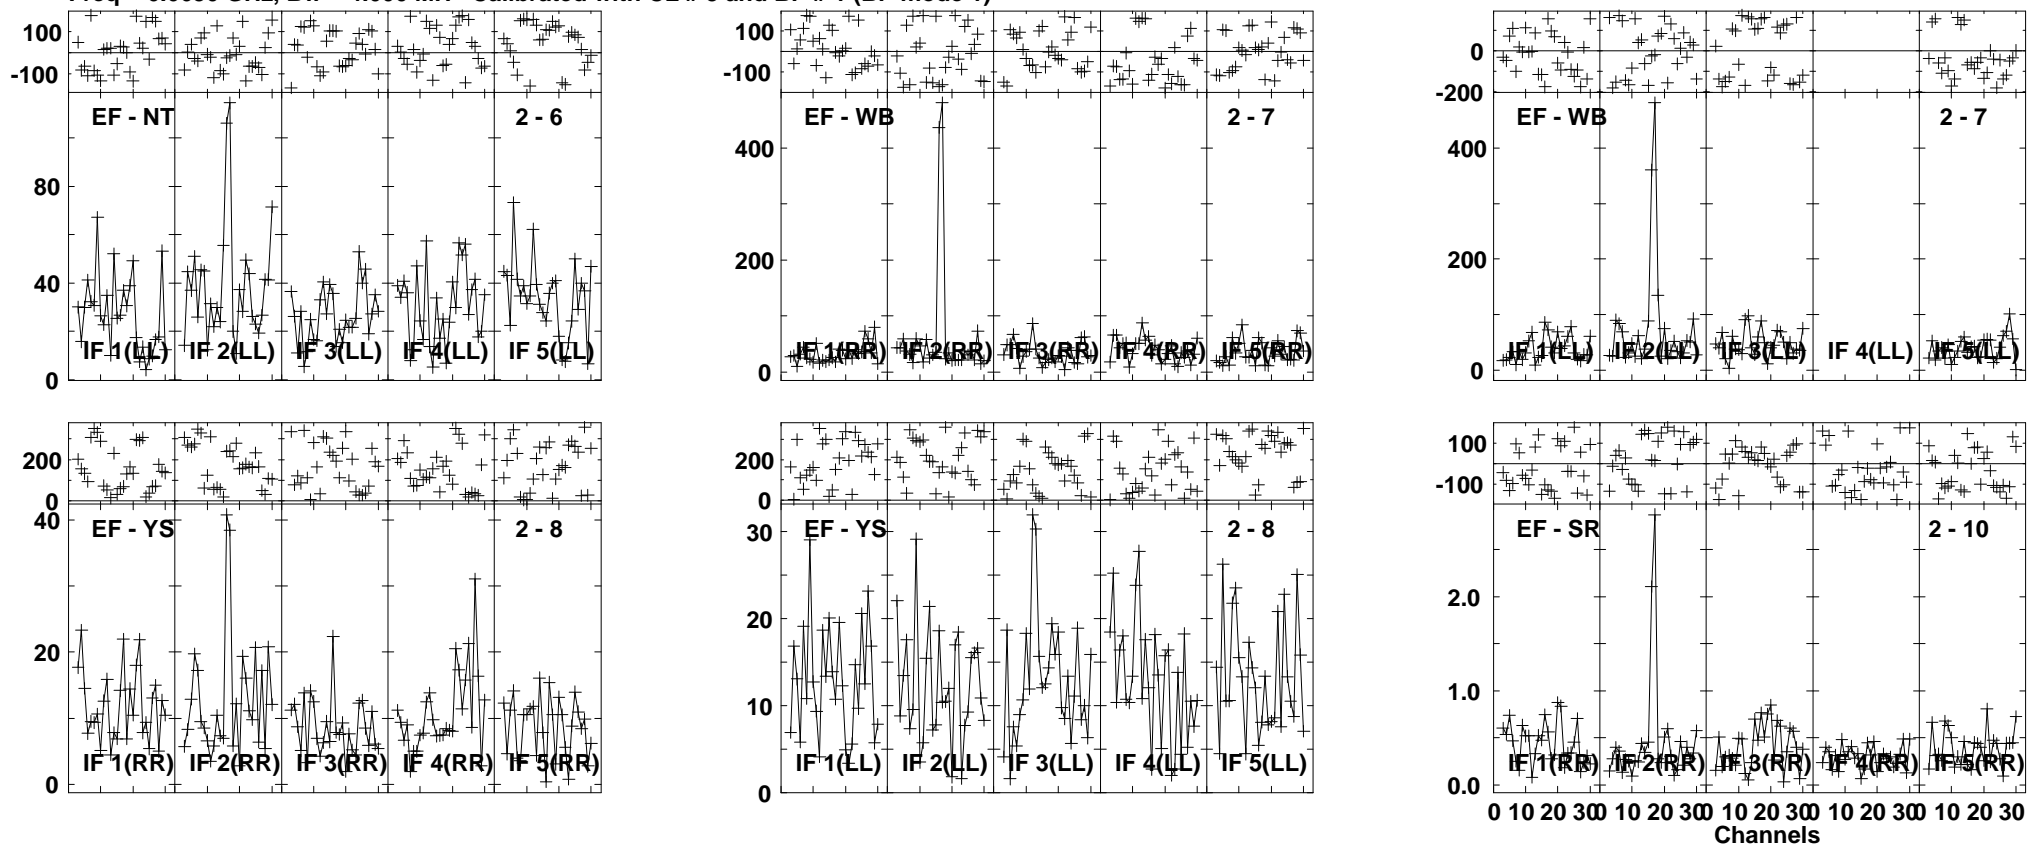 100
-100
EF - NT
2 - 6
80
40
0
IF 1(LL) IF 2(LL) IF 3(LL) IF 4(LL) IF 5(LL)
100
-100
EF - WB
2 - 7
400
200
0
IF 1(RR) IF 2(RR) IF 3(RR) IF 4(RR) IF 5(RR)
0
-200
EF - WB
2 - 7
400
200
0
IF 1(LL) IF 2(LL) IF 3(LL) IF 4(LL) IF 5(LL)
200
0
EF - YS
2 - 8
40
20
0
IF 1(RR) IF 2(RR) IF 3(RR) IF 4(RR) IF 5(RR)
200
0
EF - YS
2 - 8
30
20
10
0
IF 1(LL) IF 2(LL) IF 3(LL) IF 4(LL) IF 5(LL)
100
-100
EF - SR
2 - 10
2.0
1.0
0.0
IF 1(RR) IF 2(RR) IF 3(RR) IF 4(RR) IF 5(RR)
0 10 20 30 0 10 20 30 0 10 20 30 0 10 20 30 0 10 20 30
Channels